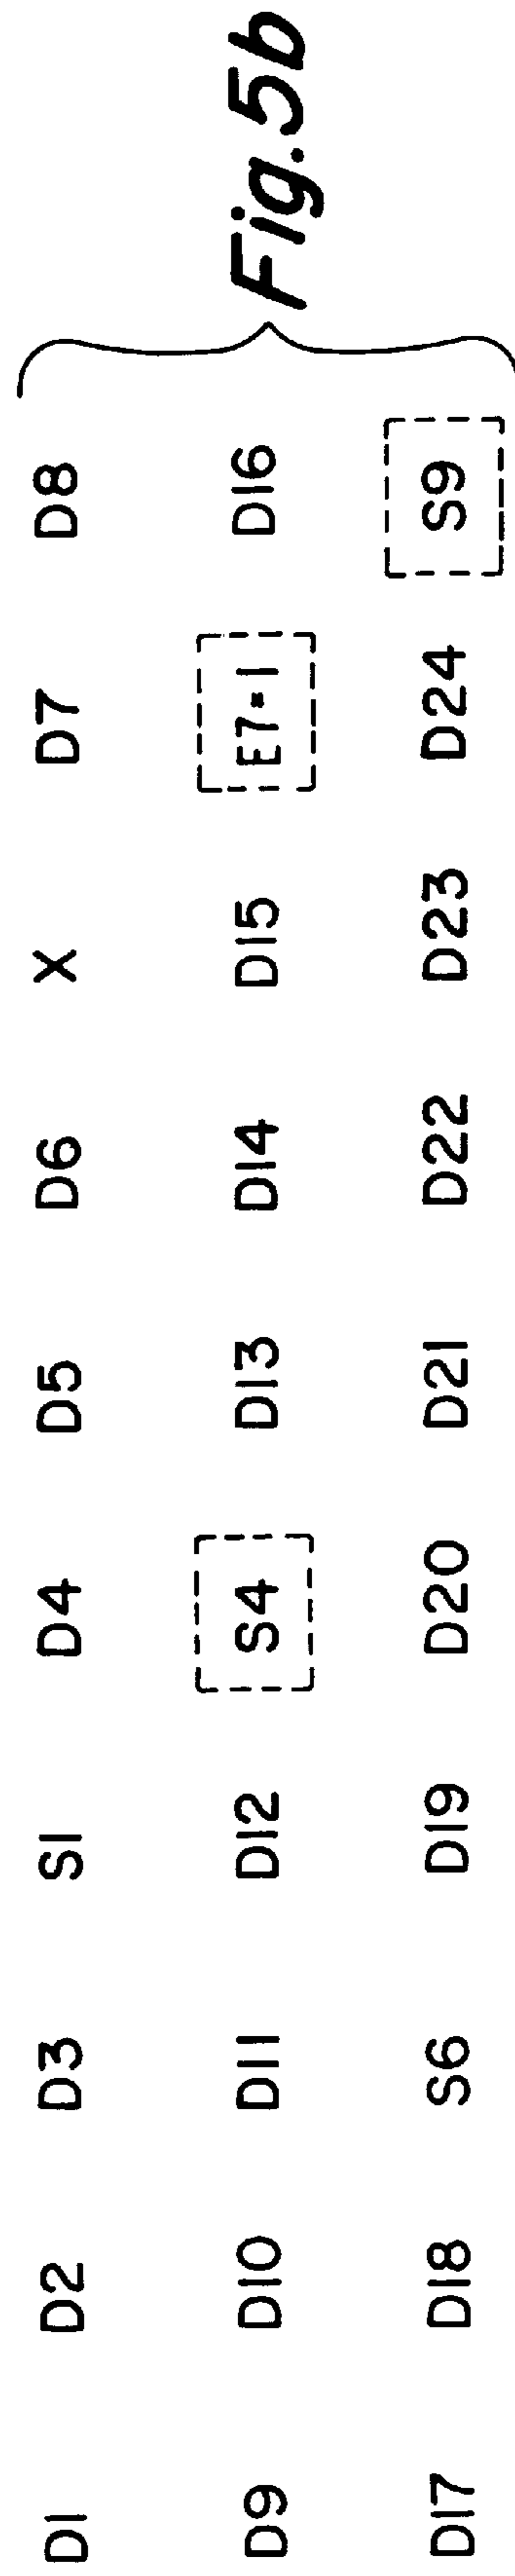 D1 D2 D3 S1 D4 D5 D6 X D7 D8
D9 D10 D11 D12 S4 D13 D14 D15 E7=1 D16
D17 D18 S6 D19 D20 D21 D22 D23 D24 S9
Fig.5b